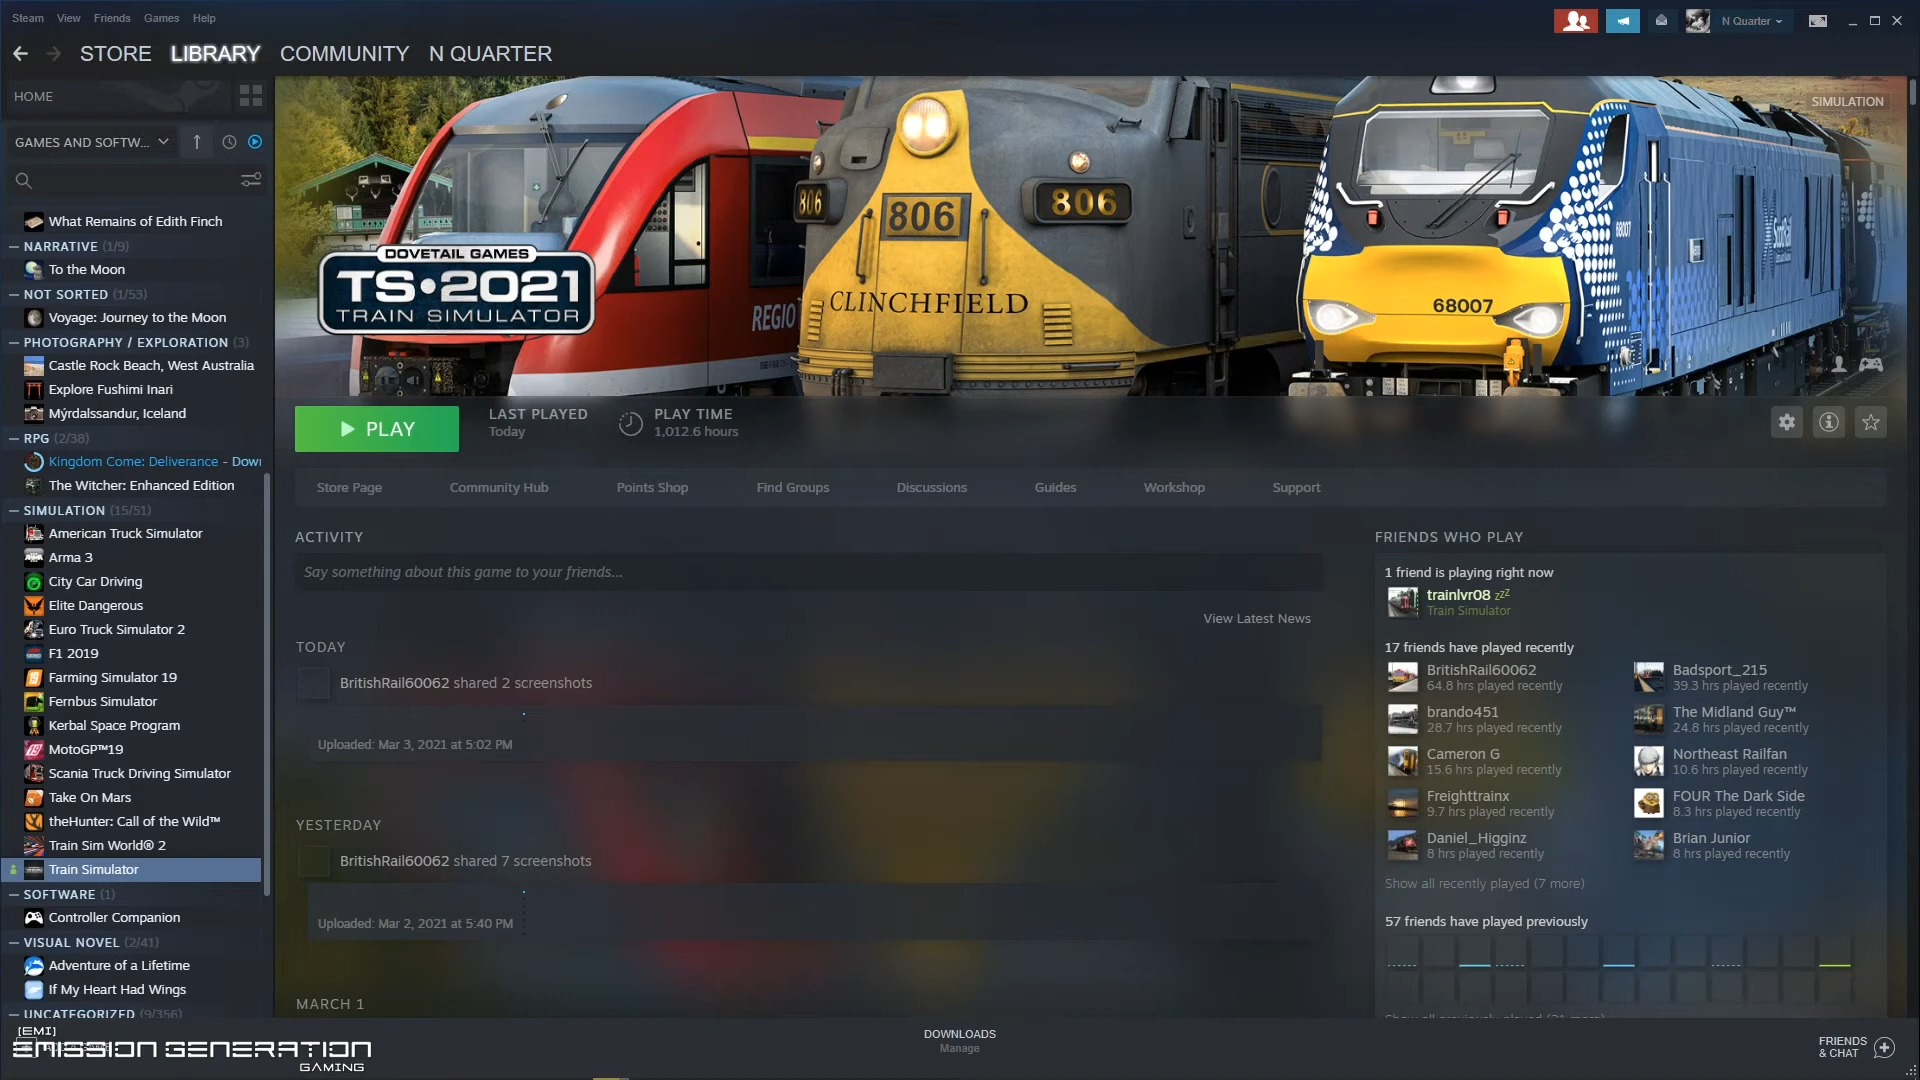 Steam View Friends Games Help
N Quarter
STORE LIBRARY COMMUNITY N QUARTER
HOME
GAMES AND SOFTW...
What Remains of Edith Finch
NARRATIVE (1/9)
To the Moon
NOT SORTED (1/53)
Voyage: Journey to the Moon
PHOTOGRAPHY / EXPLORATION (3)
Castle Rock Beach, West Australia
Explore Fushimi Inari
Mýrdalssandur, Iceland
RPG (2/38)
Kingdom Come: Deliverance - Down
The Witcher: Enhanced Edition
SIMULATION (15/51)
American Truck Simulator
Arma 3
City Car Driving
Elite Dangerous
Euro Truck Simulator 2
F1 2019
Farming Simulator 19
Fernbus Simulator
Kerbal Space Program
MotoGP™19
Scania Truck Driving Simulator
Take On Mars
theHunter: Call of the Wild™
Train Sim World® 2
Train Simulator
SOFTWARE (1)
Controller Companion
VISUAL NOVEL (2/41)
Adventure of a Lifetime
If My Heart Had Wings
UNCATEGORIZED (9/356)
SIMULATION
DOVETAIL GAMES
TS•2021
TRAIN SIMULATOR
REGIO
806
806
806
CLINCHFIELD
68007
68007
ScotRail
PLAY
LAST PLAYED
Today
PLAY TIME
1,012.6 hours
Store Page Community Hub Points Shop Find Groups Discussions Guides Workshop Support
ACTIVITY
Say something about this game to your friends...
View Latest News
TODAY
BritishRail60062 shared 2 screenshots
Uploaded: Mar 3, 2021 at 5:02 PM
YESTERDAY
BritishRail60062 shared 7 screenshots
Uploaded: Mar 2, 2021 at 5:40 PM
MARCH 1
FRIENDS WHO PLAY
1 friend is playing right now
trainlvr08 zzz
Train Simulator
17 friends have played recently
BritishRail60062
64.8 hrs played recently
Badsport_215
39.3 hrs played recently
brando451
28.7 hrs played recently
The Midland Guy™
24.8 hrs played recently
Cameron G
15.6 hrs played recently
Northeast Railfan
10.6 hrs played recently
Freighttrainx
9.7 hrs played recently
FOUR The Dark Side
8.3 hrs played recently
Daniel_Higginz
8 hrs played recently
Brian Junior
8 hrs played recently
Show all recently played (7 more)
57 friends have played previously
[EMI]
EMISSION GENERATION
GAMING
DOWNLOADS
Manage
FRIENDS
& CHAT